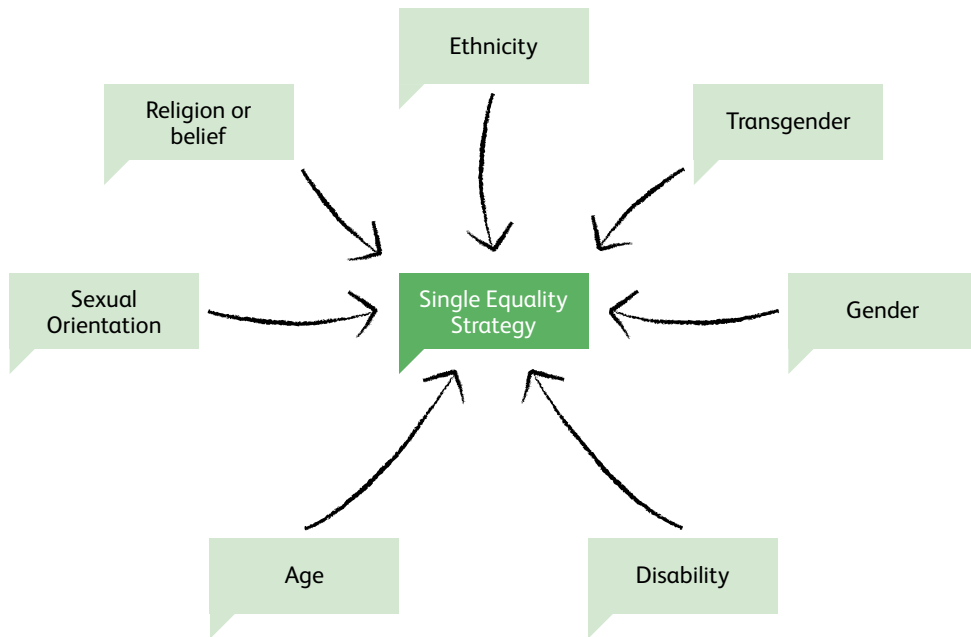 Ethnicity
Religion or
belief
Transgender
Sexual
Orientation
Single Equality
Strategy
Gender
Age
Disability